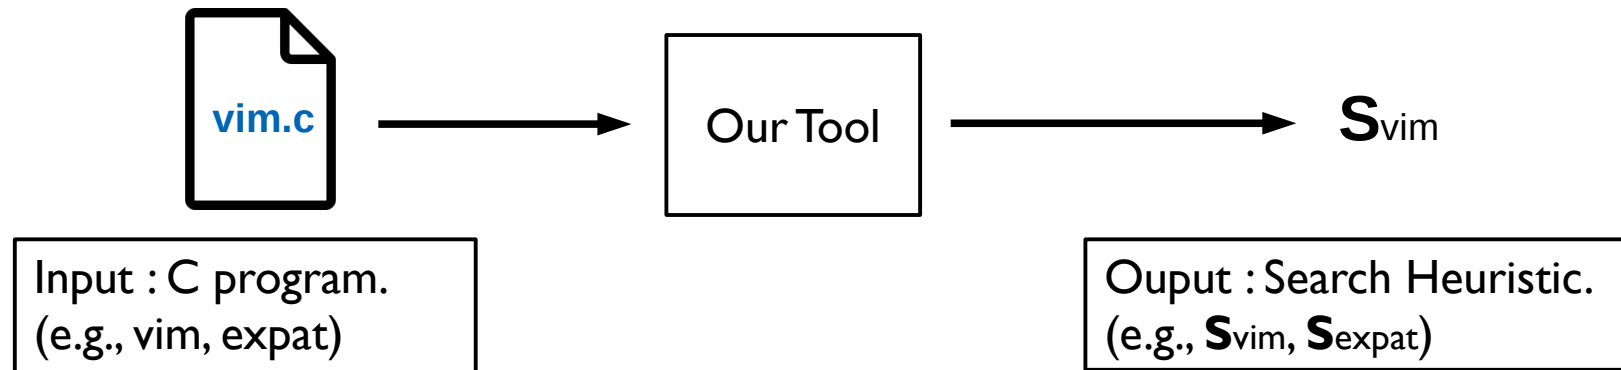 vim.c
Our Tool
Svim
Input : C program.
(e.g., vim, expat)
Ouput : Search Heuristic.
(e.g., Svim, Sexpat)